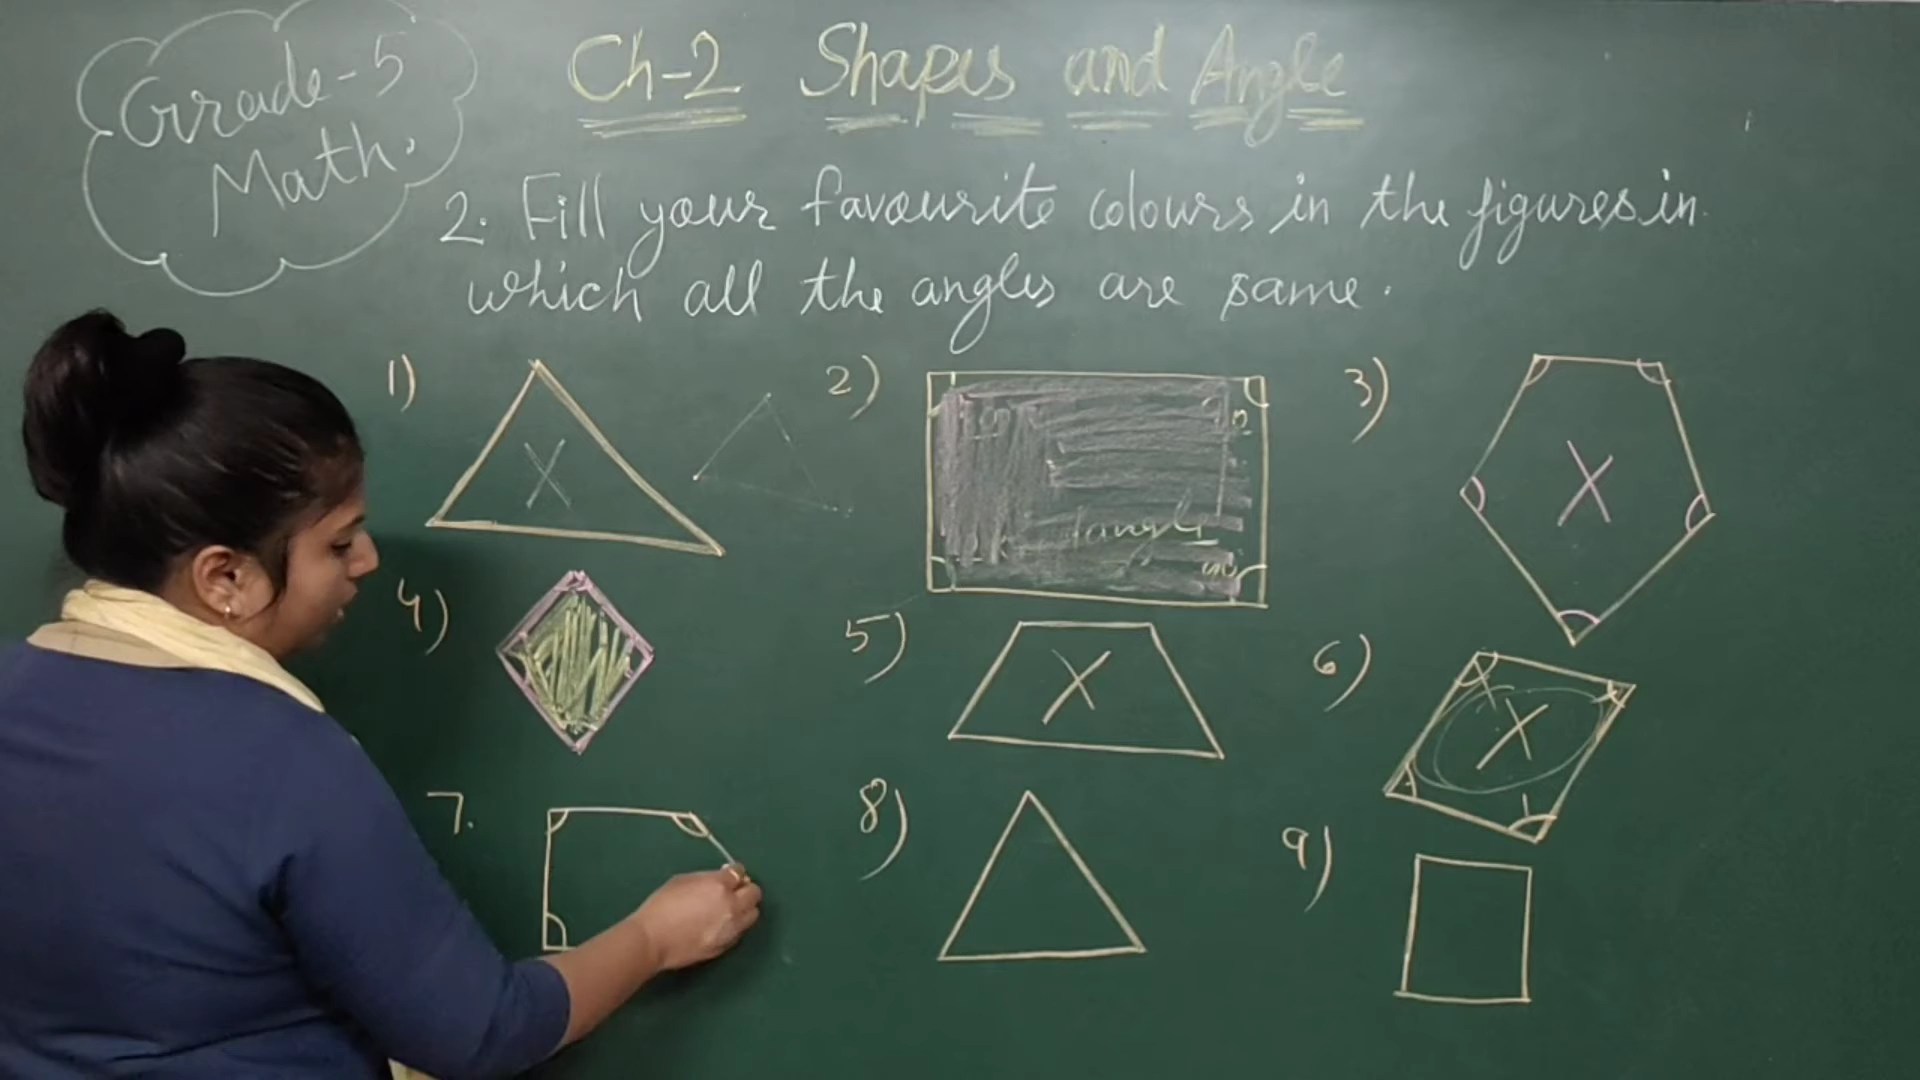 Grade-5
Math.
Ch-2 Shapes and Angle
2. Fill your favourite colours in the figures in
which all the angles are same.
1)
2)
3)
X
X
4)
5)
X
6)
X
7.
8)
9)